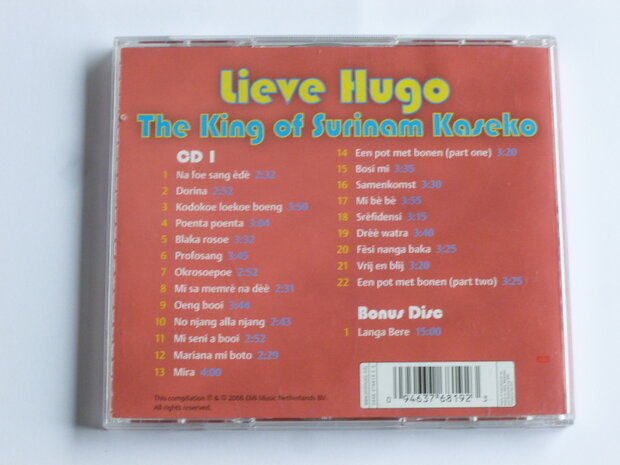 Lieve Hugo
The King of Surinam Kaseko
CD 1
1 Na foe sang èdè 2:32
2 Dorina 2:52
3 Kodokoe loekoe boeng 3:50
4 Poenta poenta 3:04
5 Blaka rosoe 3:32
6 Profosang 3:45
7 Okrosoepoe 2:52
8 Mi sa memrè na dèè 2:31
9 Oeng booi 3:44
10 No njang alla njang 2:43
11 Mi seni a booi 2:52
12 Mariana mi boto 2:29
13 Mira 4:00
14 Een pot met bonen (part one) 3:20
15 Bosi mi 3:35
16 Samenkomst 3:30
17 Mi bè bè 3:55
18 Srèfidensi 3:15
19 Drèè watra 3:40
20 Fèsi nanga baka 3:25
21 Vrij en blij 3:20
22 Een pot met bonen (part two) 3:25
Bonus Disc
1 Langa Bere 15:00
This compilation ℗ & © 2006 EMI Music Netherlands BV.
All rights reserved.
0 94637 68192 3